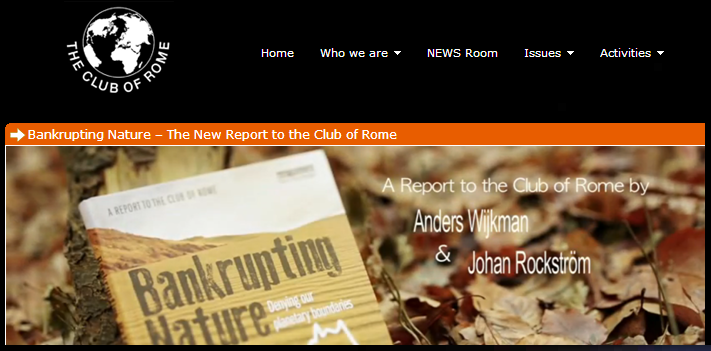 THE CLUB OF ROME
Home Who we are NEWS Room Issues Activities
Bankrupting Nature – The New Report to the Club of Rome
A REPORT TO THE CLUB OF ROME
Bankrupting
Nature
Denying our
planetary boundaries
A Report to the Club of Rome by
Anders Wijkman
& Johan Rockström